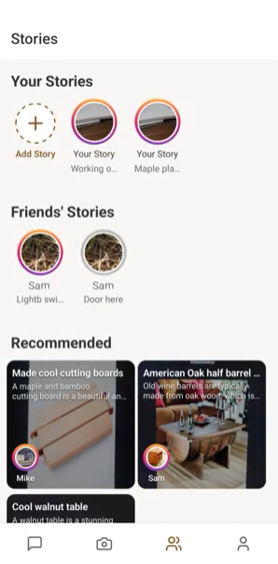 Stories
Your Stories
Add Story
Your Story
Working o...
Your Story
Maple pla...
Friends' Stories
Sam
Lightb swi...
Sam
Door here
Recommended
Made cool cutting boards
A maple and bamboo
cutting board is a beautiful an...
Mike
American Oak half barrel ...
Old wine barrels are typically
made from oak wood, which is...
Sam
Cool walnut table
A walnut table is a stunning